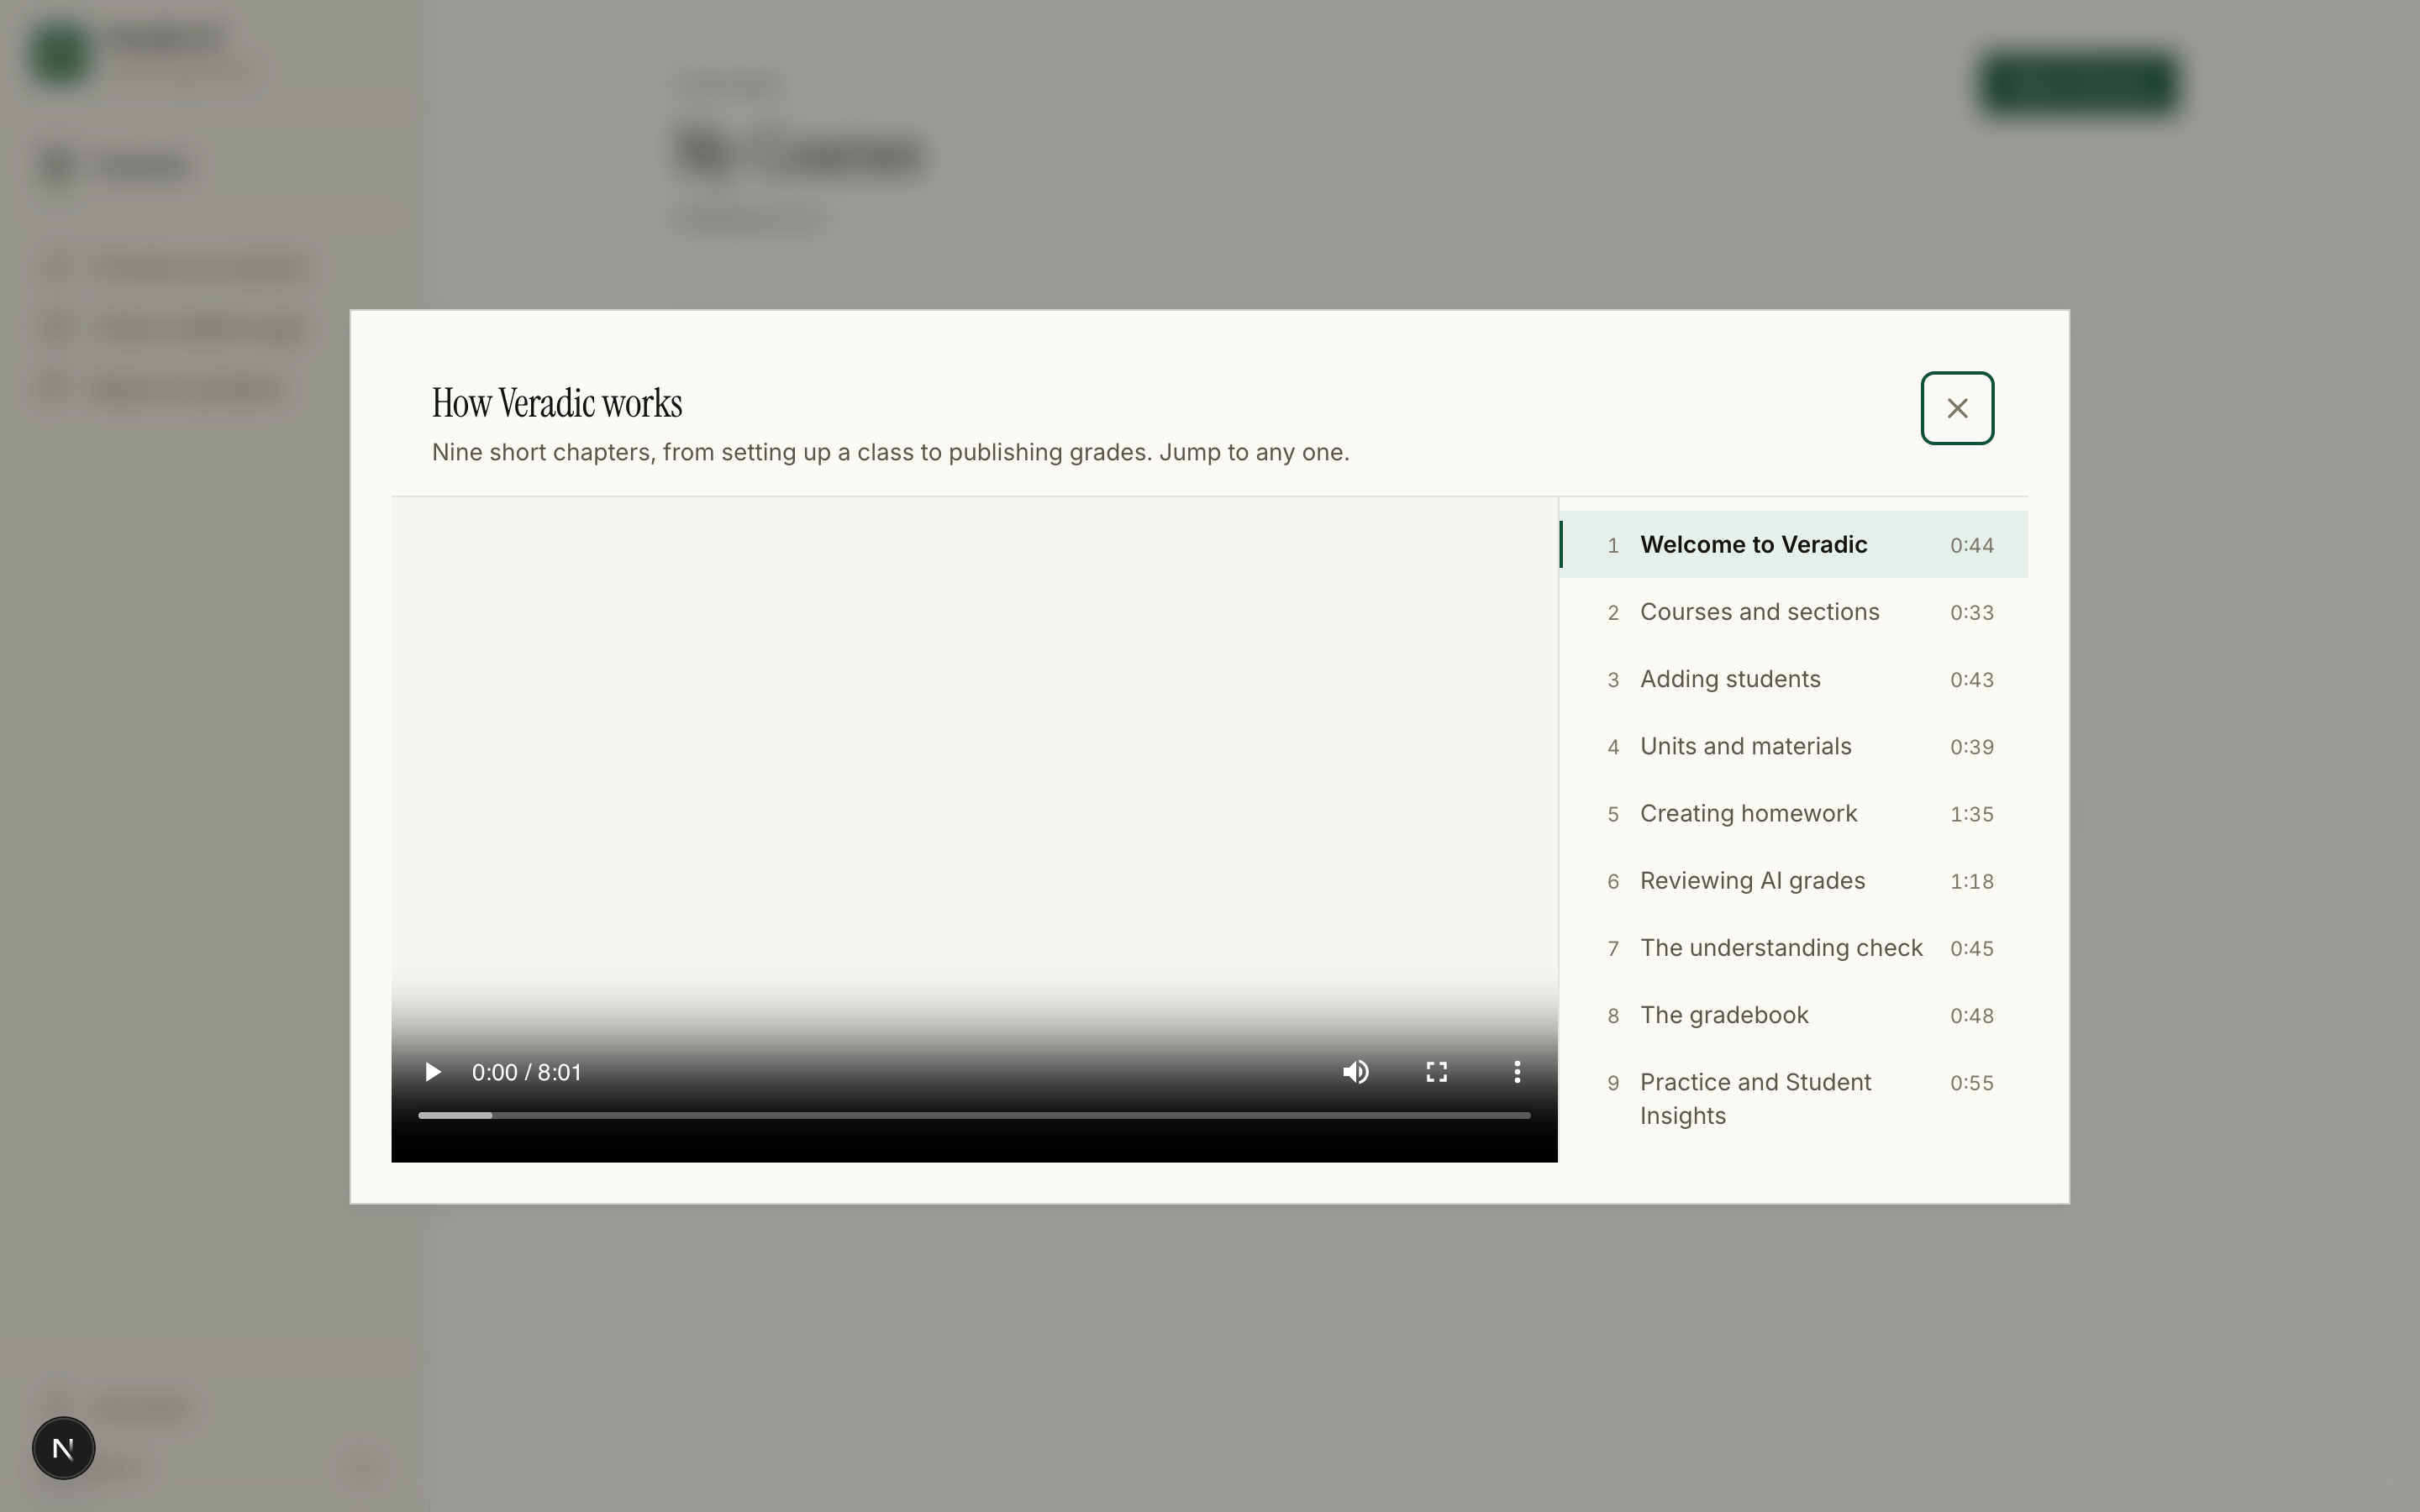 My Courses
How Veradic works
Nine short chapters, from setting up a class to publishing grades. Jump to any one.
1 Welcome to Veradic 0:44
2 Courses and sections 0:33
3 Adding students 0:43
4 Units and materials 0:39
5 Creating homework 1:35
6 Reviewing AI grades 1:18
7 The understanding check 0:45
8 The gradebook 0:48
9 Practice and Student 0:55
Insights
0:00 / 8:01
N